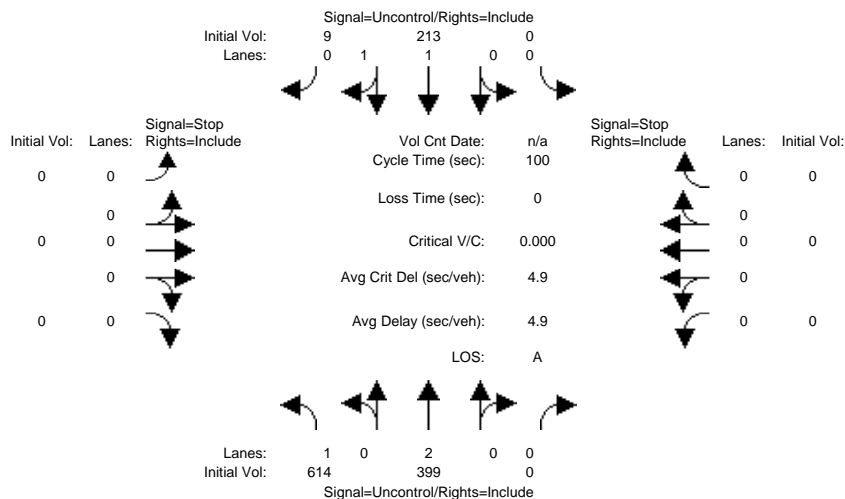 Signal=Uncontrol/Rights=Include
Initial Vol: 9 213 0
Lanes: 0 1 1 0 0
Signal=Stop Signal=Stop
Initial Vol: Lanes: Rights=Include Vol Cnt Date: n/a Rights=Include Lanes: Initial Vol:
Cycle Time (sec): 100
0 0 0 0
Loss Time (sec): 0
0 0
0 0 Critical V/C: 0.000 0 0
0 Avg Crit Del (sec/veh): 4.9 0
0 0 Avg Delay (sec/veh): 4.9 0 0
LOS: A
Lanes: 1 0 2 0 0
Initial Vol: 614 399 0
Signal=Uncontrol/Rights=Include